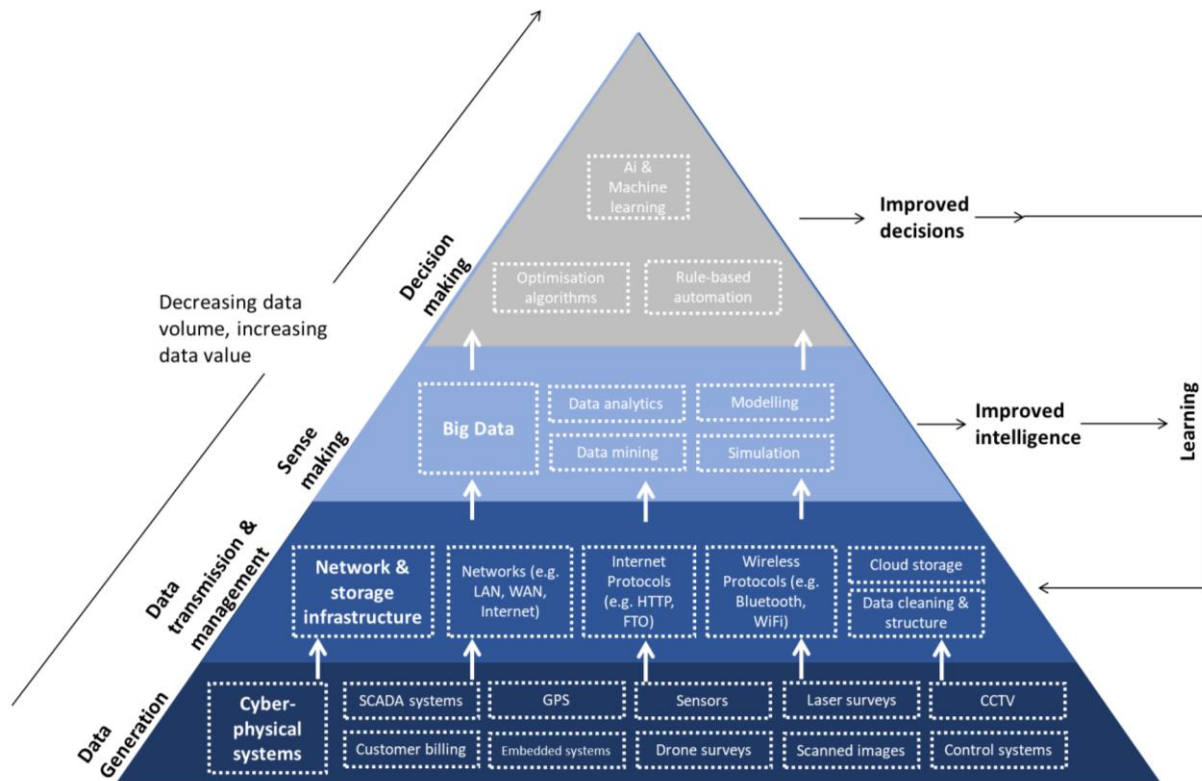 Ai &
Machine
learning
Optimisation
algorithms
Rule-based
automation
Decision
making
Improved
decisions
Decreasing data
volume, increasing
data value
Big Data
Data analytics
Modelling
Data mining
Simulation
Sense
making
Improved
intelligence
Learning
Network &
storage
infrastructure
Networks (e.g.
LAN, WAN,
Internet)
Internet
Protocols
(e.g. HTTP,
FTO)
Wireless
Protocols (e.g.
Bluetooth,
WiFi)
Cloud storage
Data cleaning &
structure
Data
transmission &
management
Cyber-
physical
systems
SCADA systems
GPS
Sensors
Laser surveys
CCTV
Customer billing
Embedded systems
Drone surveys
Scanned images
Control systems
Data
Generation